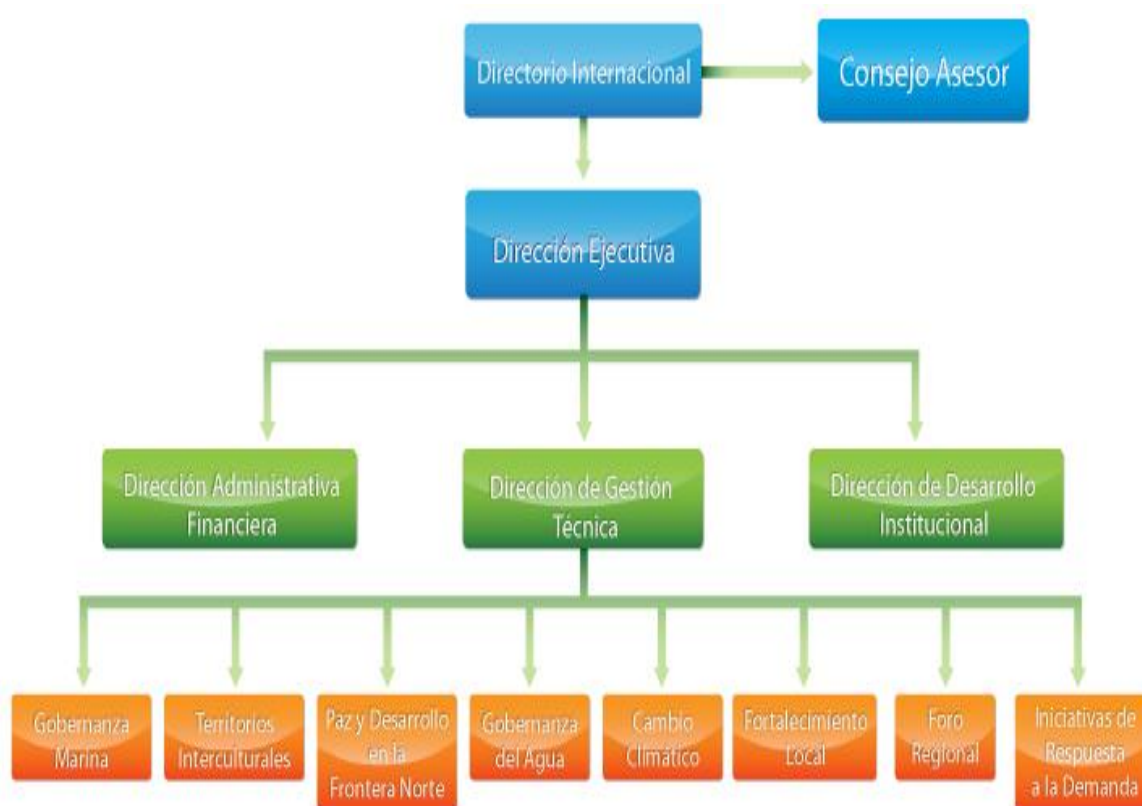 Directorio Internacional
Consejo Asesor
Dirección Ejecutiva
Dirección Administrativa
Financiera
Dirección de Gestión
Técnica
Dirección de Desarrollo
Institucional
Gobernanza
Marina
Territorios
Interculturales
Paz y Desarrollo
en la
Frontera Norte
Gobernanza
del Agua
Cambio
Climático
Fortalecimiento
Local
Foro
Regional
Iniciativas de
Respuesta
a la Demanda